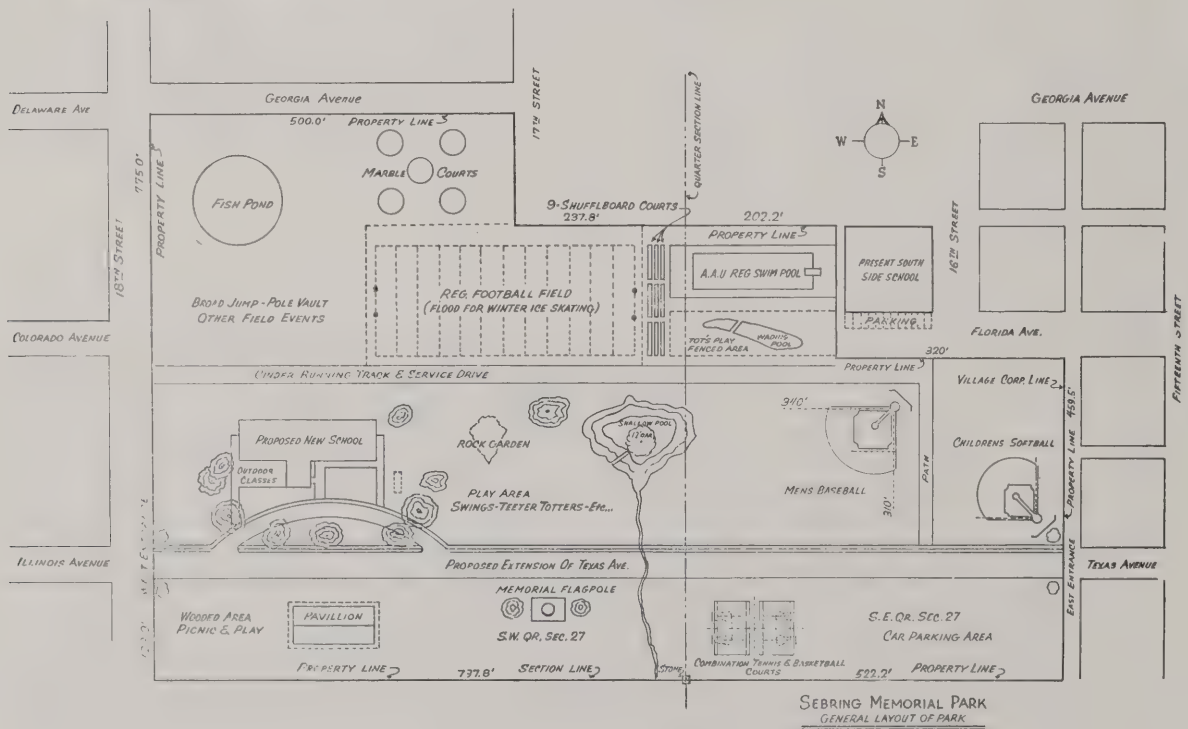 DELAWARE AVE
GEORGIA AVENUE
500.0'
PROPERTY LINE
17TH STREET
QUARTER SECTION LINE
GEORGIA AVENUE
N
W
E
S
775.0'
PROPERTY LINE
18TH STREET
FISH POND
MARBLE COURTS
9-SHUFFLBOARD COURTS
237.8'
202.2'
PROPERTY LINE
A.A.U REG SWIM POOL
PRESENT SOUTH
SIDE SCHOOL
PARKING
16TH STREET
FIFTEENTH STREET
BROAD JUMP - POLE VAULT
OTHER FIELD EVENTS
REG. FOOTBALL FIELD
(FLOOD FOR WINTER ICE SKATING)
TOT'S PLAY
FENCED AREA
POOL
COLORADO AVENUE
FLORIDA AVE.
320'
PROPERTY LINE
CINDER RUNNING TRACK & SERVICE DRIVE
VILLAGE CORP. LINE
459.5'
PROPERTY LINE
340'
PROPOSED NEW SCHOOL
OUTDOOR
CLASSES
ROCK GARDEN
SHALLOW POOL
CHILDRENS SOFTBALL
PLAY AREA
SWINGS-TEETER TOTTERS-ETC...
MENS BASEBALL
310'
PATH
ILLINOIS AVENUE
PROPOSED EXTENSION OF TEXAS AVE.
EAST ENTRANCE
TEXAS AVENUE
WOODED AREA
PICNIC & PLAY
PAVILLION
MEMORIAL FLAGPOLE
S.W. QR. SEC. 27
S.E. QR. SEC. 27
CAR PARKING AREA
COMBINATION TENNIS & BASKETBALL
COURTS
PROPERTY LINE
737.8'
SECTION LINE
STONE
522.2'
PROPERTY LINE
SEBRING MEMORIAL PARK
GENERAL LAYOUT OF PARK